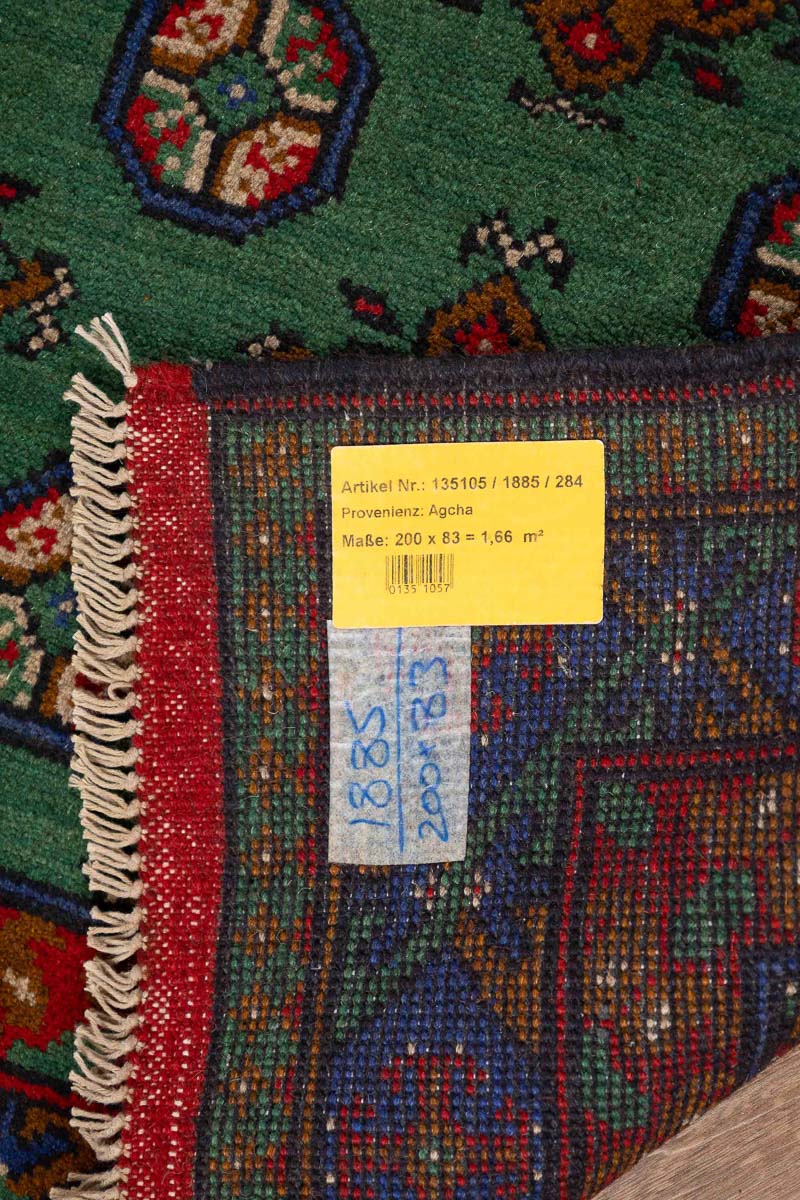 Artikel Nr.: 135105 / 1885 / 284
Provenienz: Agcha
Maße: 200 x 83 = 1,66 m²
0135 1057
1885
200*83